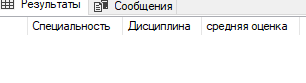 Результаты Сообщения
Специальность Дисциплина средняя оценка